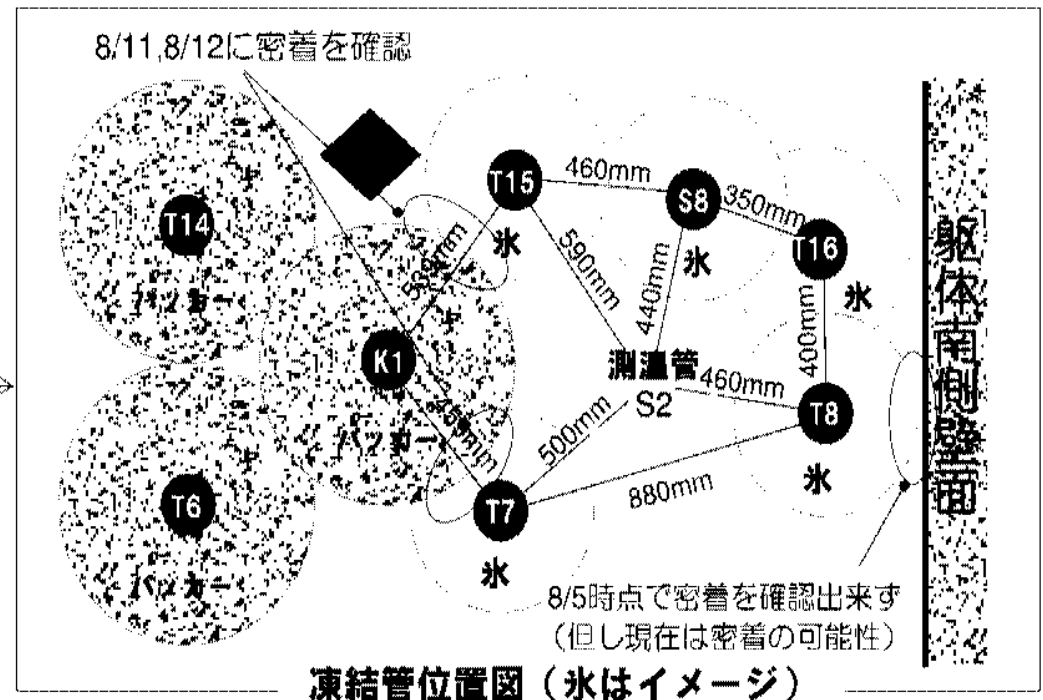 8/11,8/12に密着を確認
T15
460mm
S8
350mm
T16
T14
氷
590mm
440mm
氷
氷
パッカー
K1
測温管
S2
460mm
400mm
T8
パッカー
500mm
880mm
氷
T6
T7
パッカー
氷
躯体南側壁面
8/5時点で密着を確認出来ず
（但し現在は密着の可能性）
凍結管位置図（氷はイメージ）